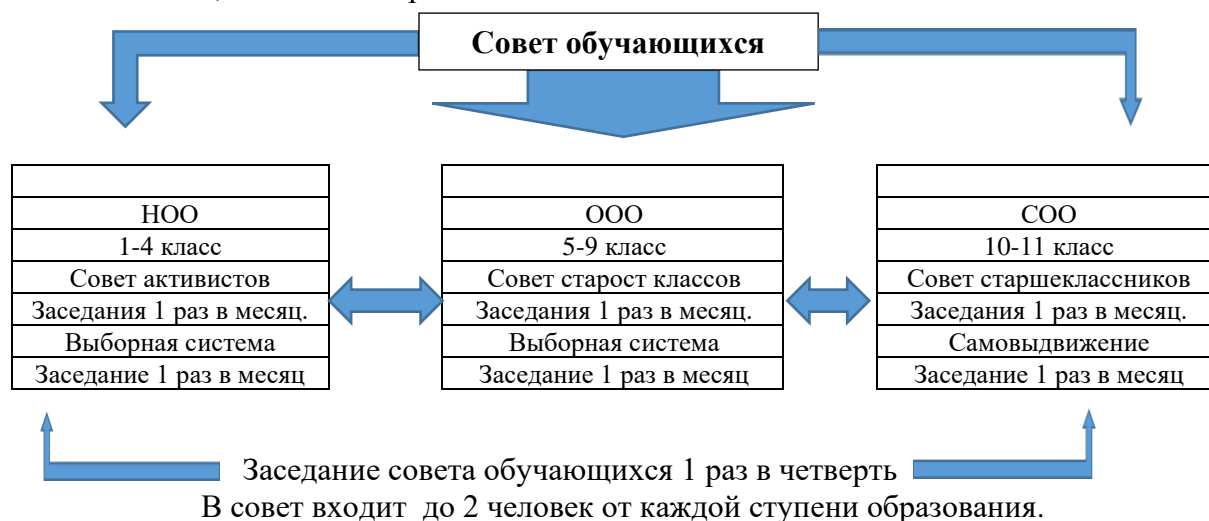 Совет обучающихся
НОО
1-4 класс
Совет активистов
Заседания 1 раз в месяц.
Выборная система
Заседание 1 раз в месяц
ООО
5-9 класс
Совет старост классов
Заседания 1 раз в месяц.
Выборная система
Заседание 1 раз в месяц
СОО
10-11 класс
Совет старшеклассников
Заседания 1 раз в месяц.
Самовыдвижение
Заседание 1 раз в месяц
Заседание совета обучающихся 1 раз в четверть
В совет входит до 2 человек от каждой ступени образования.